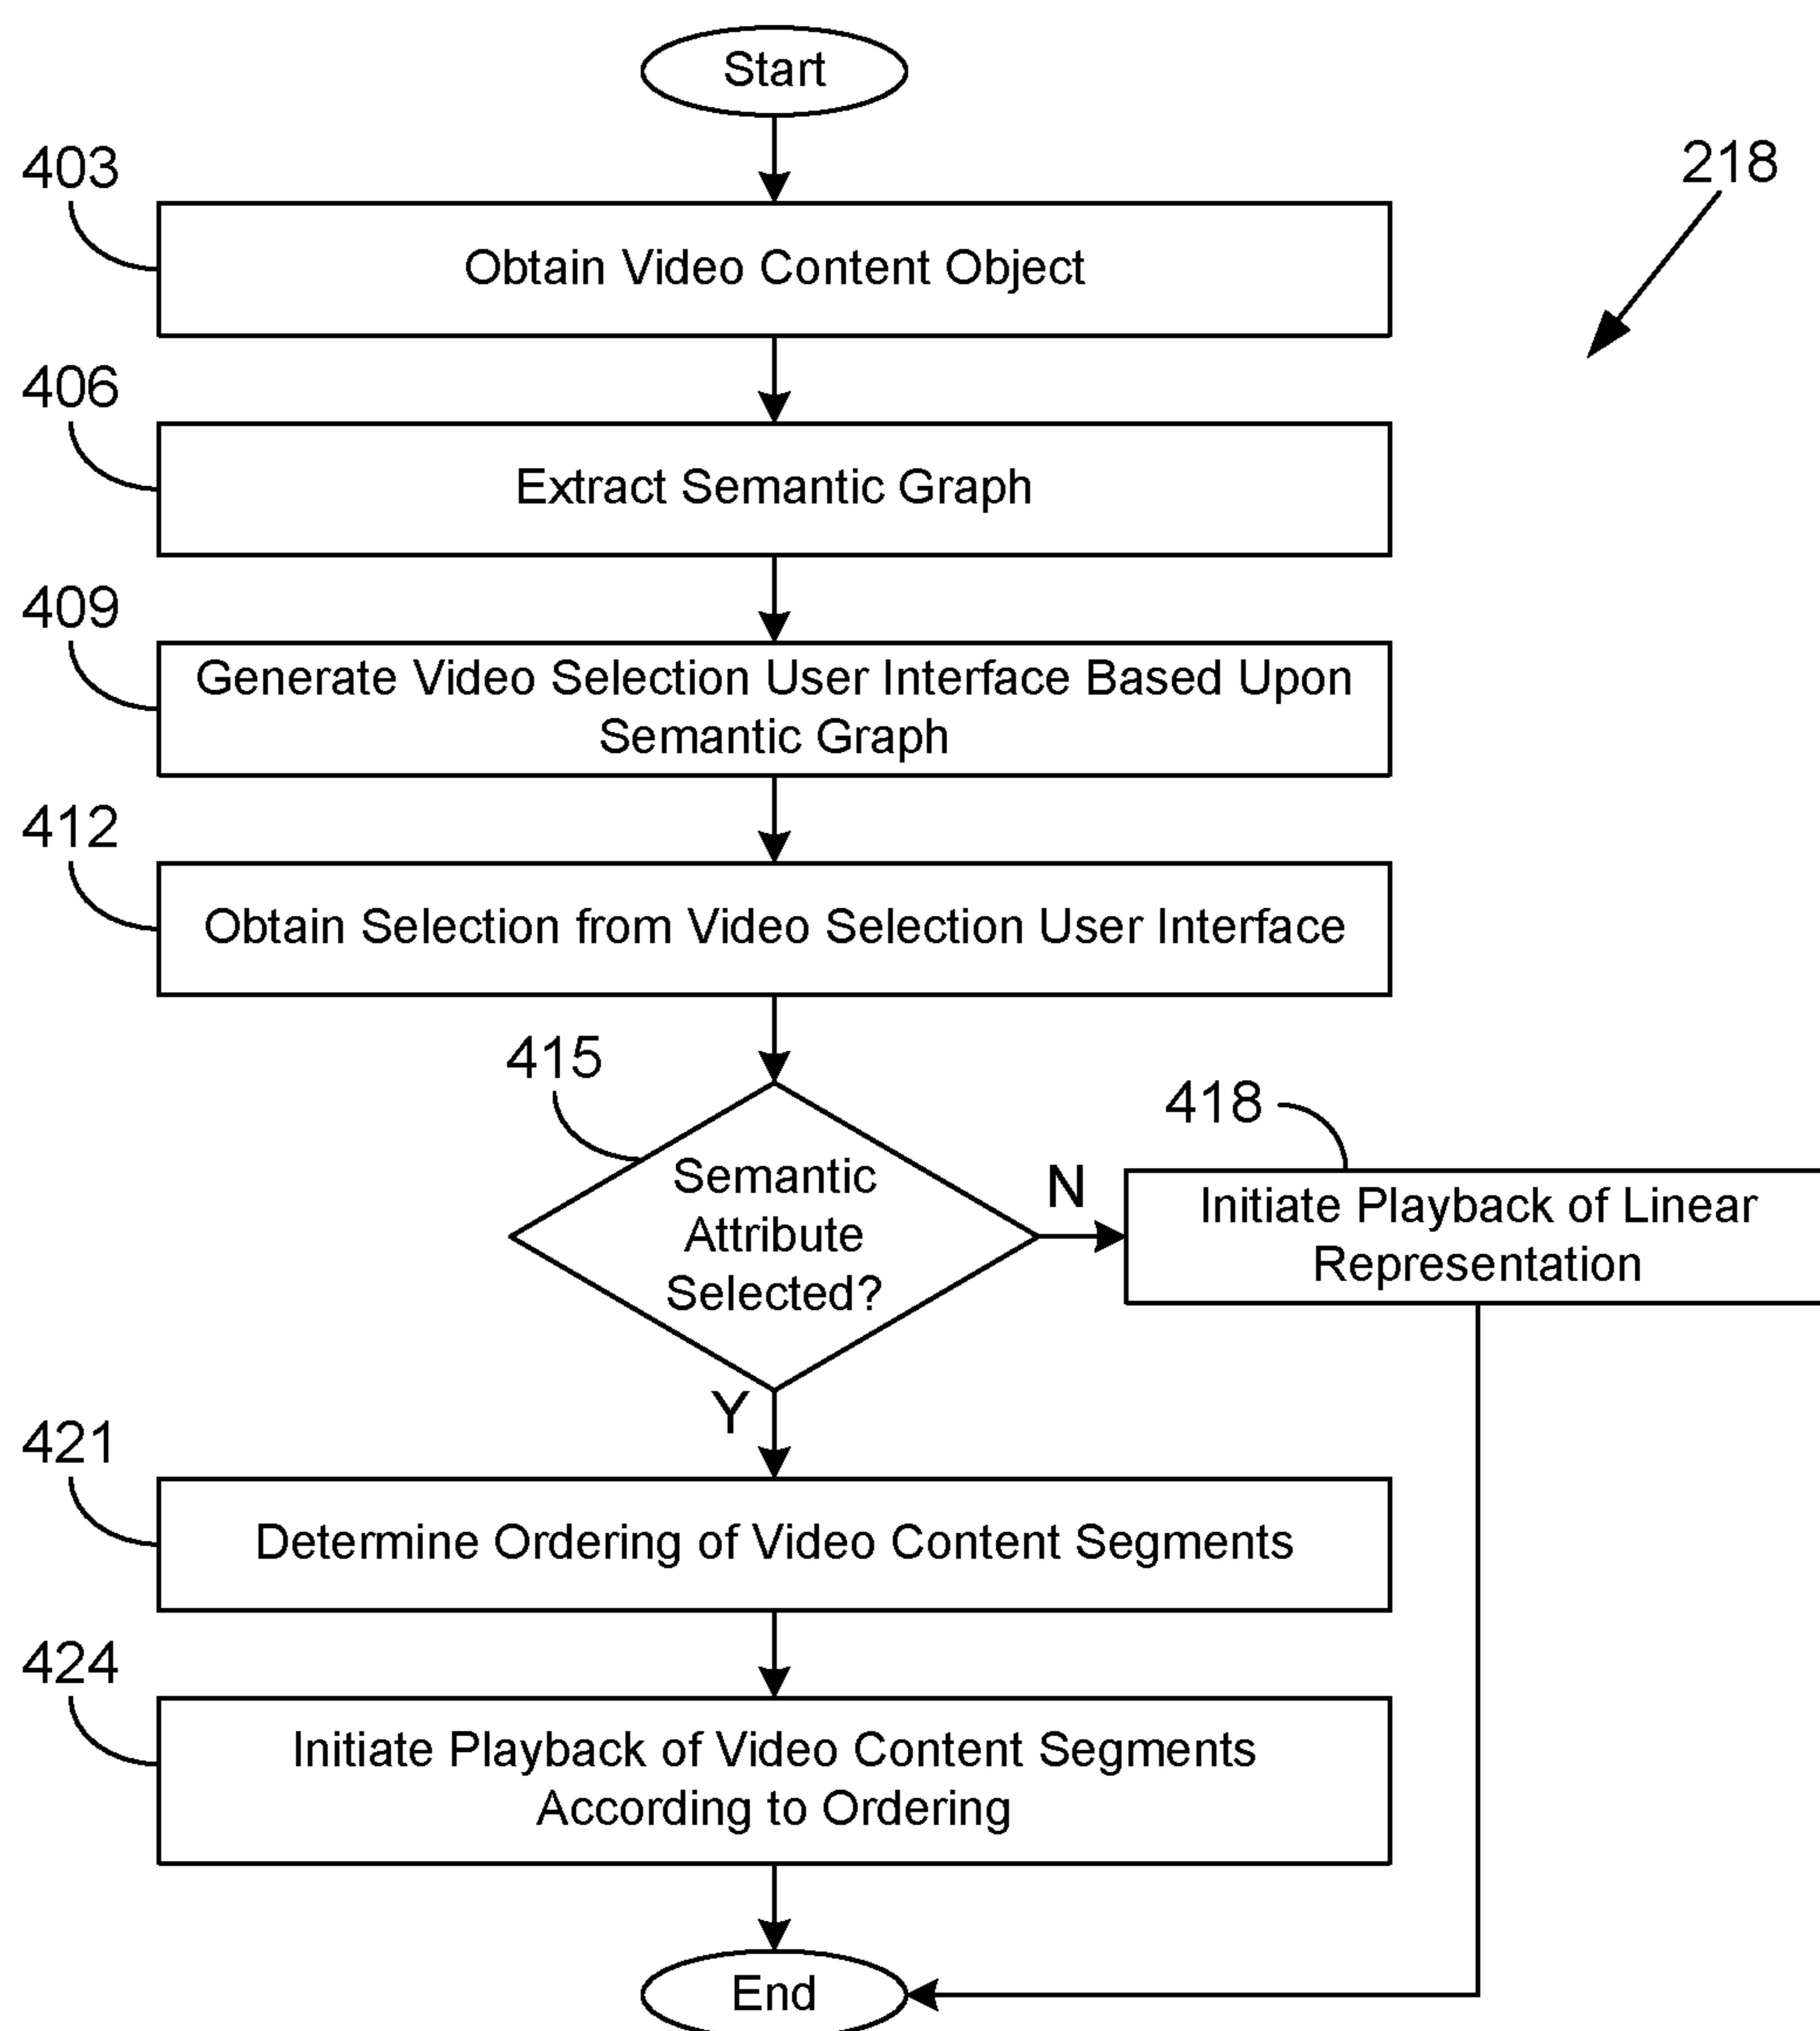 Start
403
218
Obtain Video Content Object
406
Extract Semantic Graph
409
Generate Video Selection User Interface Based Upon
Semantic Graph
412
Obtain Selection from Video Selection User Interface
415
418
Semantic
Attribute
Selected?
N
Initiate Playback of Linear
Representation
Y
421
Determine Ordering of Video Content Segments
424
Initiate Playback of Video Content Segments
According to Ordering
End